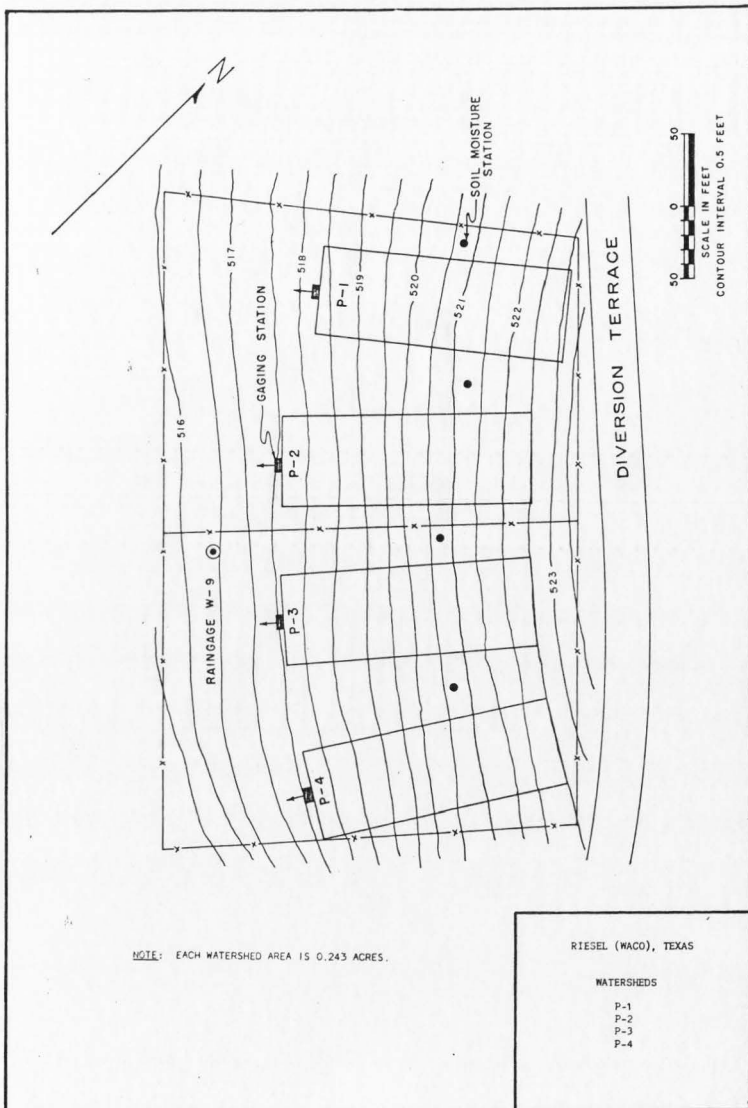 N
SOIL MOISTURE
STATION
50 0 50
SCALE IN FEET
CONTOUR INTERVAL 0.5 FEET
DIVERSION TERRACE
GAGING STATION
RAINGAGE W-9
P-1
P-2
P-3
P-4
516
517
518
519
520
521
522
523
NOTE: EACH WATERSHED AREA IS 0.243 ACRES.
RIESEL (WACO), TEXAS
WATERSHEDS
P-1
P-2
P-3
P-4